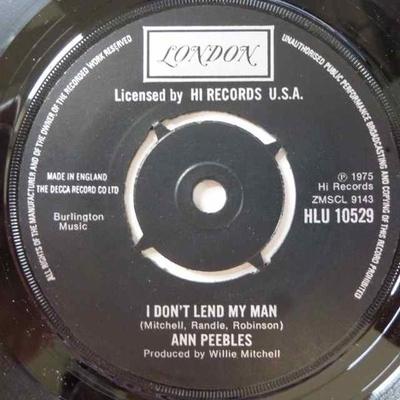 LONDON
Licensed by HI RECORDS U.S.A.
MADE IN ENGLAND
THE DECCA RECORD CO LTD
Burlington
Music
℗ 1975
Hi Records
ZMSCL 9143
HLU 10529
I DON'T LEND MY MAN
(Mitchell, Randle, Robinson)
ANN PEEBLES
Produced by Willie Mitchell
ALL RIGHTS OF THE MANUFACTURER AND OF THE OWNER OF THE RECORDED WORK RESERVED
UNAUTHORISED PUBLIC PERFORMANCE BROADCASTING AND COPYING OF THIS RECORD PROHIBITED